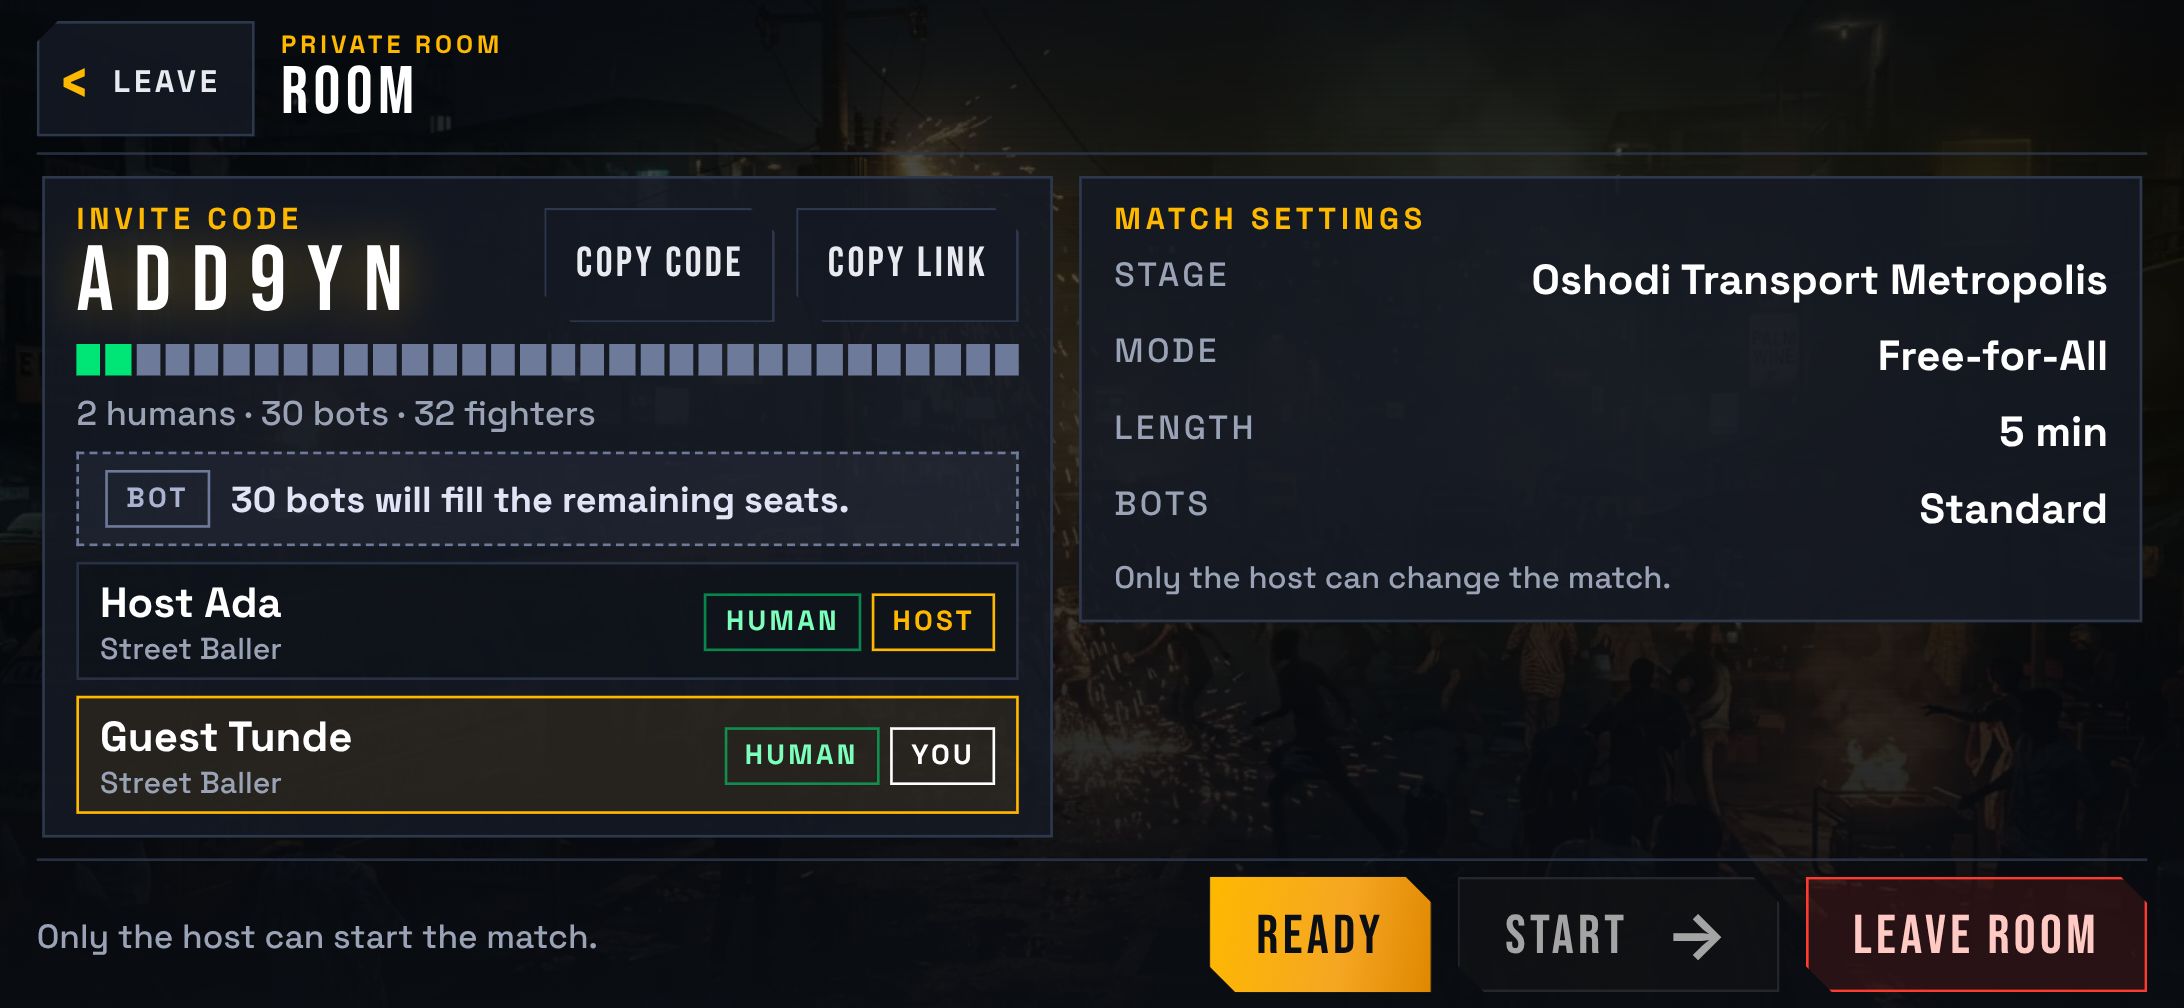 < LEAVE
PRIVATE ROOM
ROOM
INVITE CODE
ADD9YN
COPY CODE
COPY LINK
2 humans · 30 bots · 32 fighters
BOT 30 bots will fill the remaining seats.
Host Ada
Street Baller
HUMAN HOST
Guest Tunde
Street Baller
HUMAN YOU
MATCH SETTINGS
STAGE Oshodi Transport Metropolis
MODE Free-for-All
LENGTH 5 min
BOTS Standard
Only the host can change the match.
Only the host can start the match.
READY
START →
LEAVE ROOM